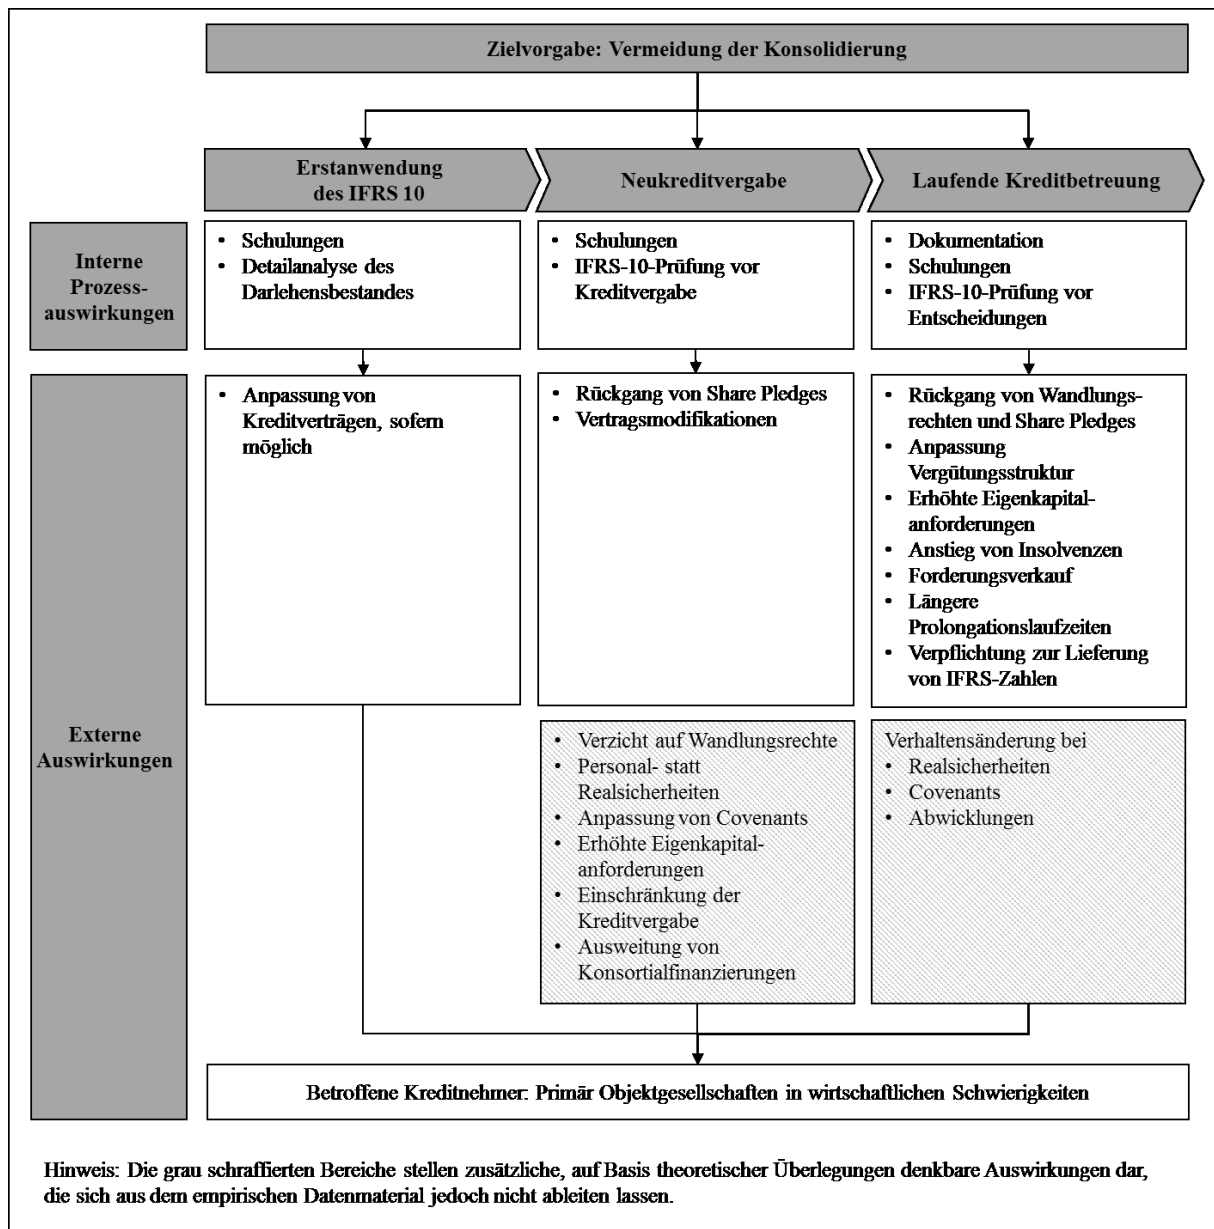 Zielvorgabe: Vermeidung der Konsolidierung
Erstanwendung
des IFRS 10
Neukreditvergabe
Laufende Kreditbetreuung
Interne
Prozess-
auswirkungen
• Schulungen
• Detailanalyse des
Darlehensbestandes
• Schulungen
• IFRS-10-Prüfung vor
Kreditvergabe
• Dokumentation
• Schulungen
• IFRS-10-Prüfung vor
Entscheidungen
Externe
Auswirkungen
• Anpassung von
Kreditverträgen, sofern
möglich
• Rückgang von Share Pledges
• Vertragsmodifikationen
• Rückgang von Wandlungs-
rechten und Share Pledges
• Anpassung
Vergütungsstruktur
• Erhöhte Eigenkapital-
anforderungen
• Anstieg von Insolvenzen
• Forderungsverkauf
• Längere
Prolongationslaufzeiten
• Verpflichtung zur Lieferung
von IFRS-Zahlen
• Verzicht auf Wandlungsrechte
• Personal- statt
Realsicherheiten
• Anpassung von Covenants
• Erhöhte Eigenkapital-
anforderungen
• Einschränkung der
Kreditvergabe
• Ausweitung von
Konsortialfinanzierungen
Verhaltensänderung bei
• Realsicherheiten
• Covenants
• Abwicklungen
Betroffene Kreditnehmer: Primär Objektgesellschaften in wirtschaftlichen Schwierigkeiten
Hinweis: Die grau schraffierten Bereiche stellen zusätzliche, auf Basis theoretischer Überlegungen denkbare Auswirkungen dar,
die sich aus dem empirischen Datenmaterial jedoch nicht ableiten lassen.